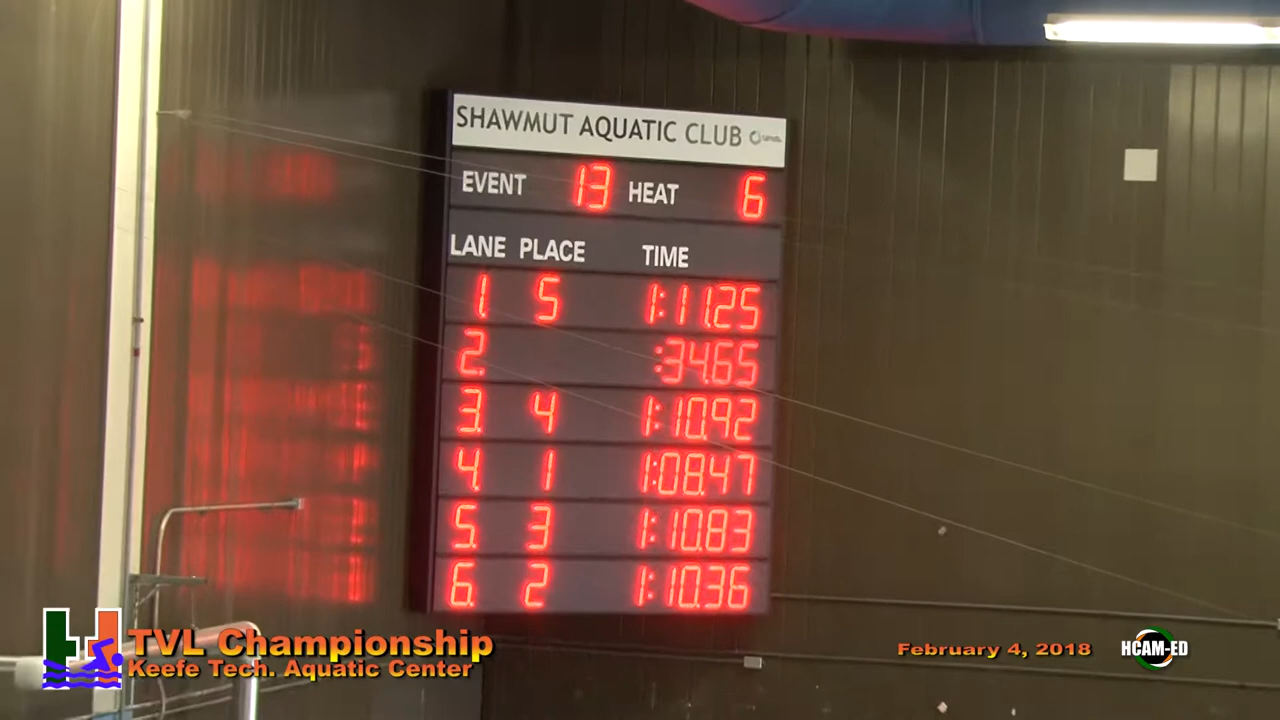 SHAWMUT AQUATIC CLUB
EVENT 13 HEAT 6
LANE PLACE TIME
1 5 1:11.25
2. :34.65
3. 4 1:10.92
4. 1 1:08.47
5. 3 1:10.83
6. 2 1:10.36
TVL Championship
Keefe Tech. Aquatic Center
February 4, 2018
HCAM-ED